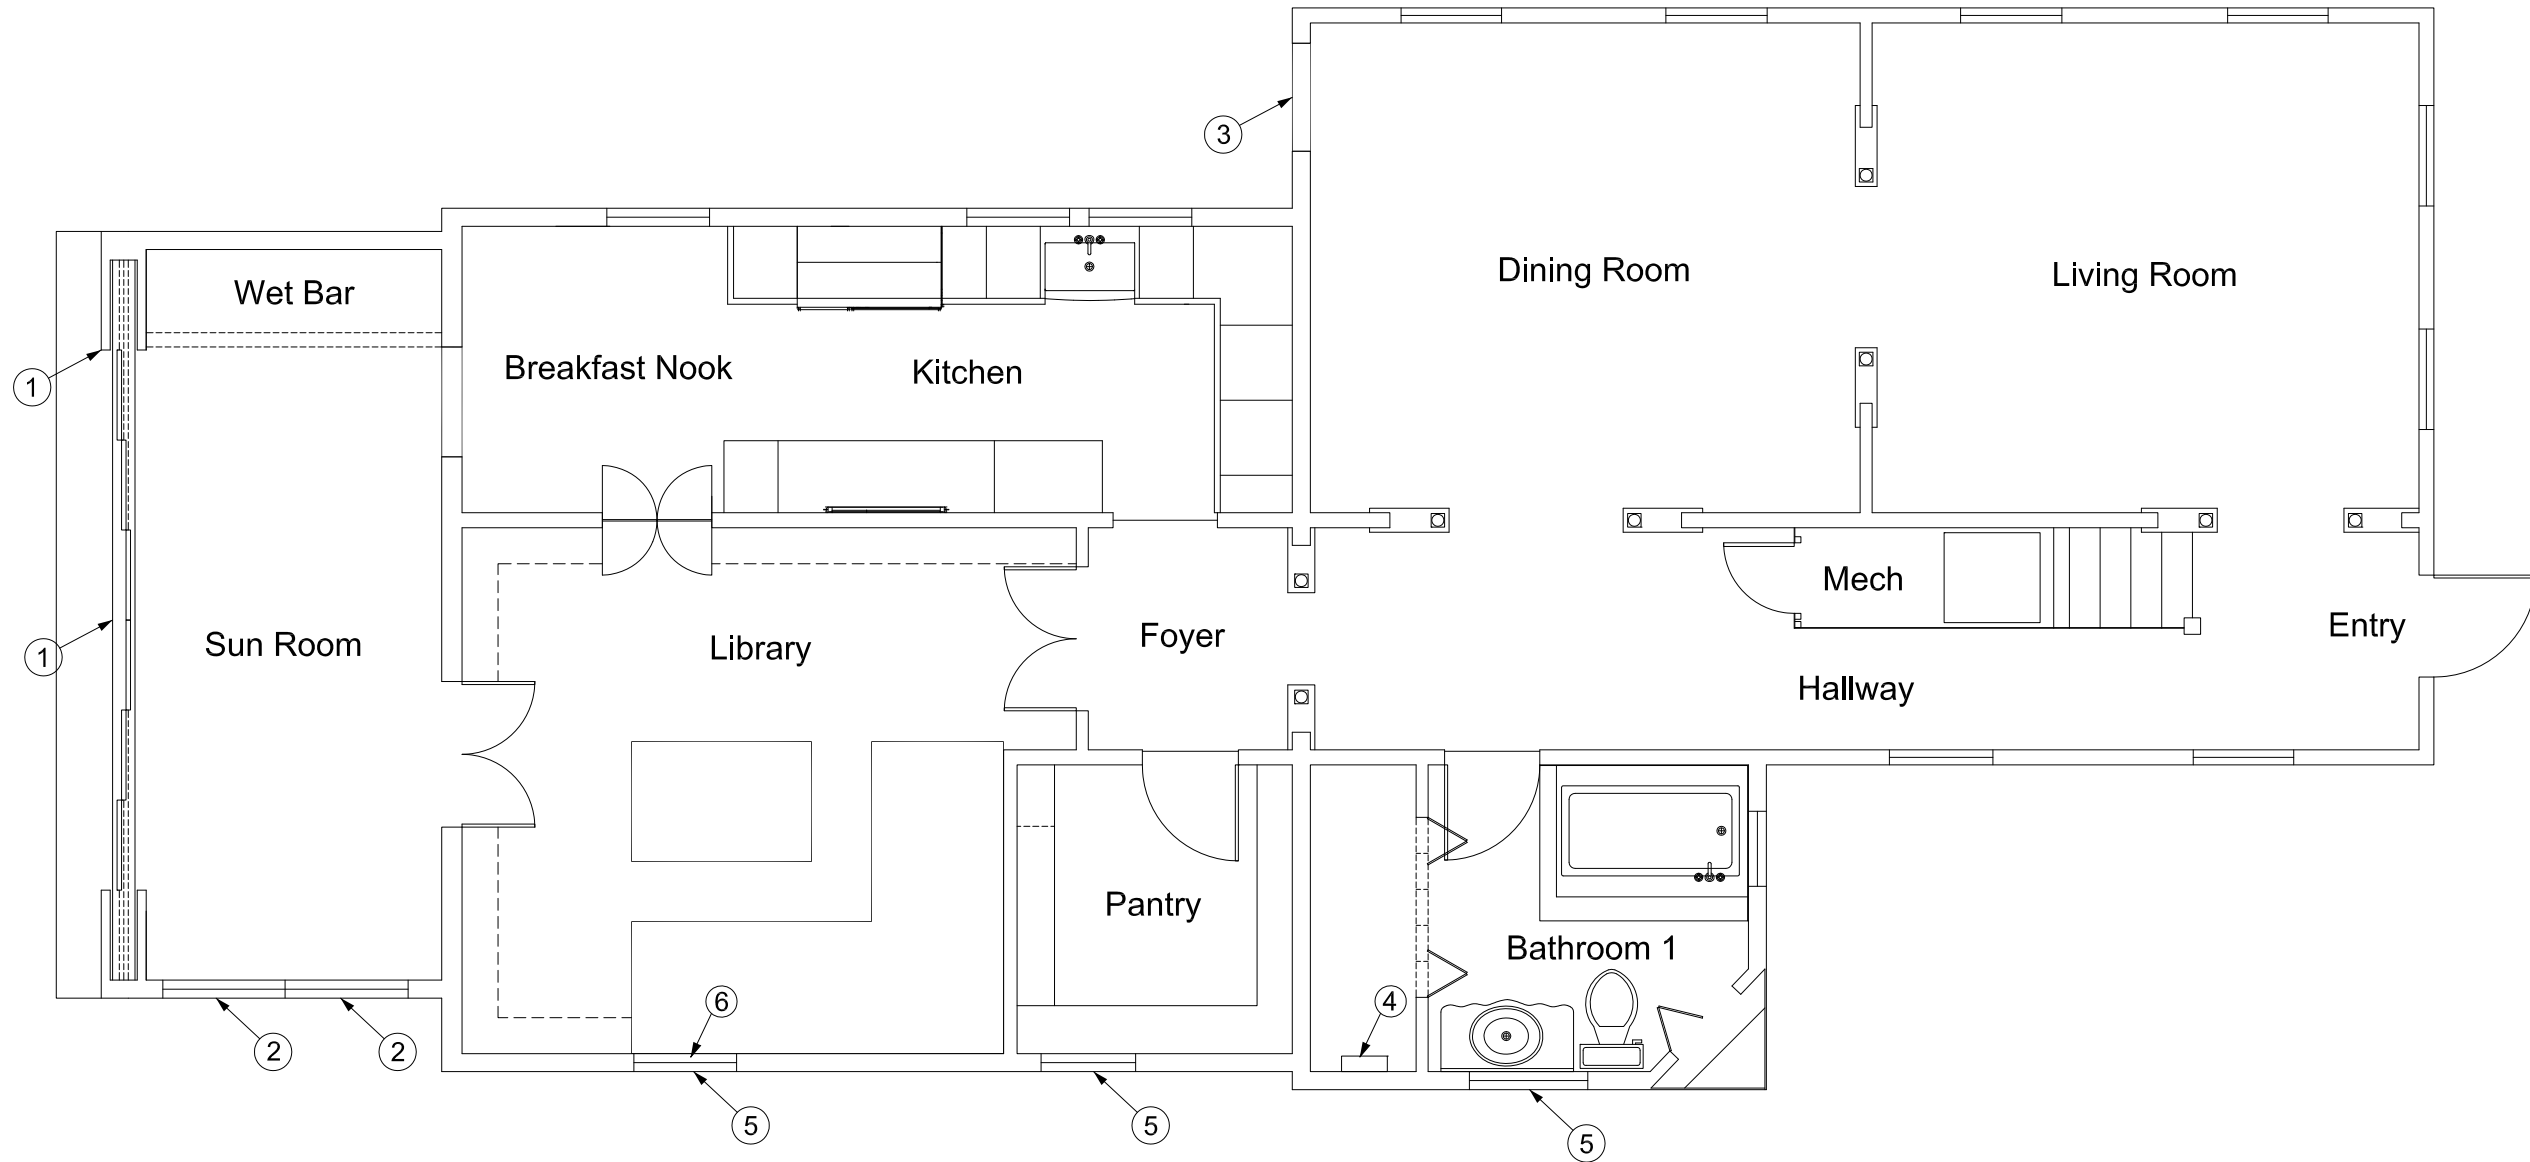 3
Dining Room
Living Room
Wet Bar
Breakfast Nook
Kitchen
1
Mech
Entry
Foyer
Sun Room
Library
1
Hallway
Pantry
Bathroom 1
6
4
2
2
5
5
5